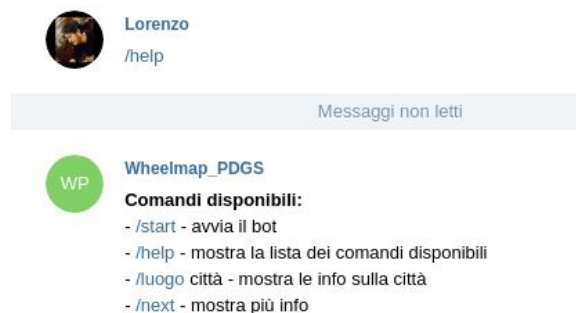 Lorenzo
/help
Messaggi non letti
WP
Wheelmap_PDGS
Comandi disponibili:
- /start - avvia il bot
- /help - mostra la lista dei comandi disponibili
- /luogo città - mostra le info sulla città
- /next - mostra più info